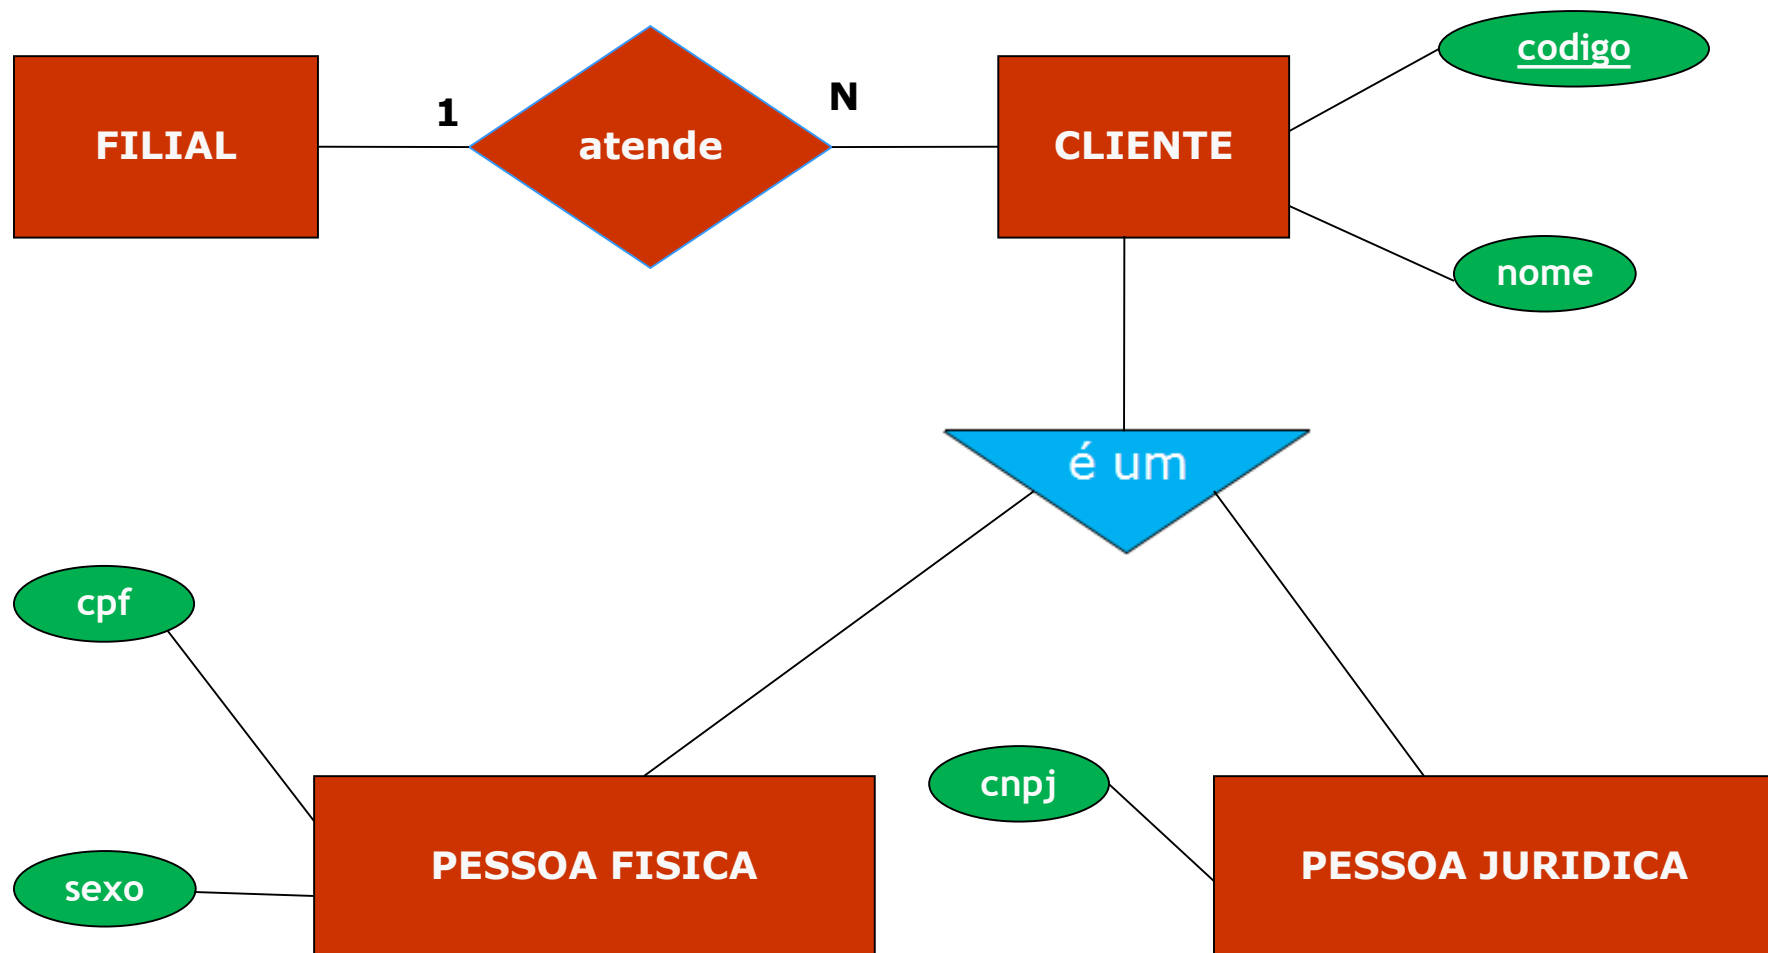 codigo
1
N
FILIAL
atende
CLIENTE
nome
é um
cpf
cnpj
sexo
PESSOA FISICA
PESSOA JURIDICA